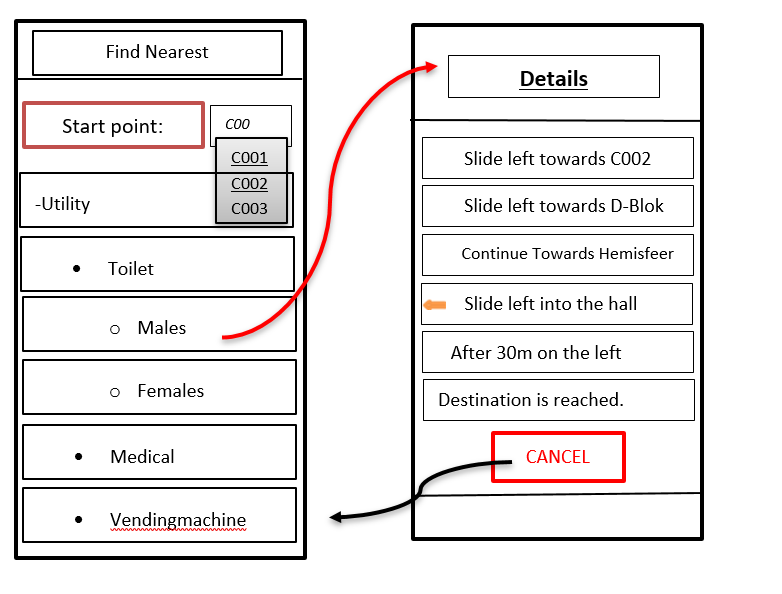 Find Nearest
Start point:
C00
C001
C002
C003
-Utility
• Toilet
o Males
o Females
• Medical
• Vendingmachine
Details
Slide left towards C002
Slide left towards D-Blok
Continue Towards Hemisfeer
Slide left into the hall
After 30m on the left
Destination is reached.
CANCEL